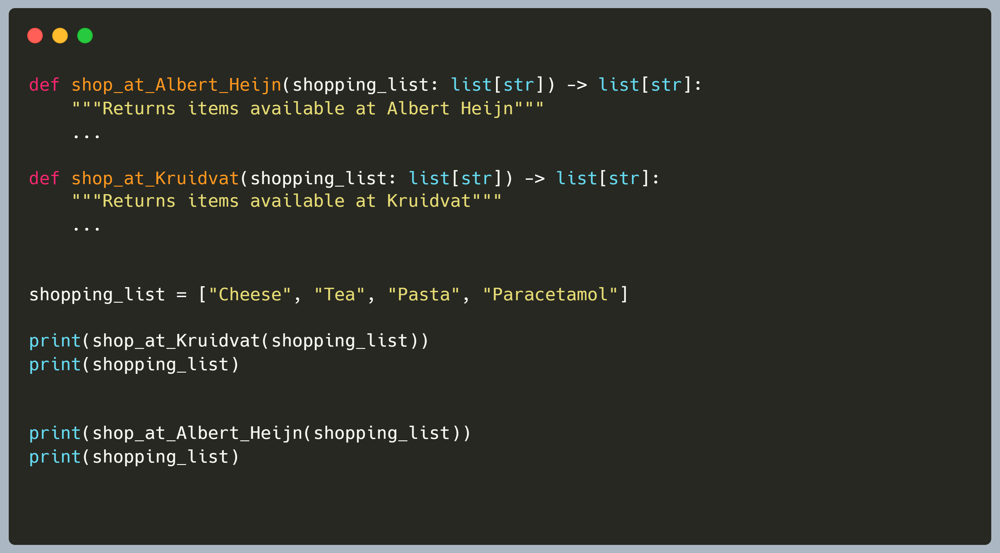 def shop_at_Albert_Heijn(shopping_list: list[str]) -> list[str]:
    """Returns items available at Albert Heijn"""
    ...
def shop_at_Kruidvat(shopping_list: list[str]) -> list[str]:
    """Returns items available at Kruidvat"""
    ...
shopping_list = ["Cheese", "Tea", "Pasta", "Paracetamol"]
print(shop_at_Kruidvat(shopping_list))
print(shopping_list)
print(shop_at_Albert_Heijn(shopping_list))
print(shopping_list)